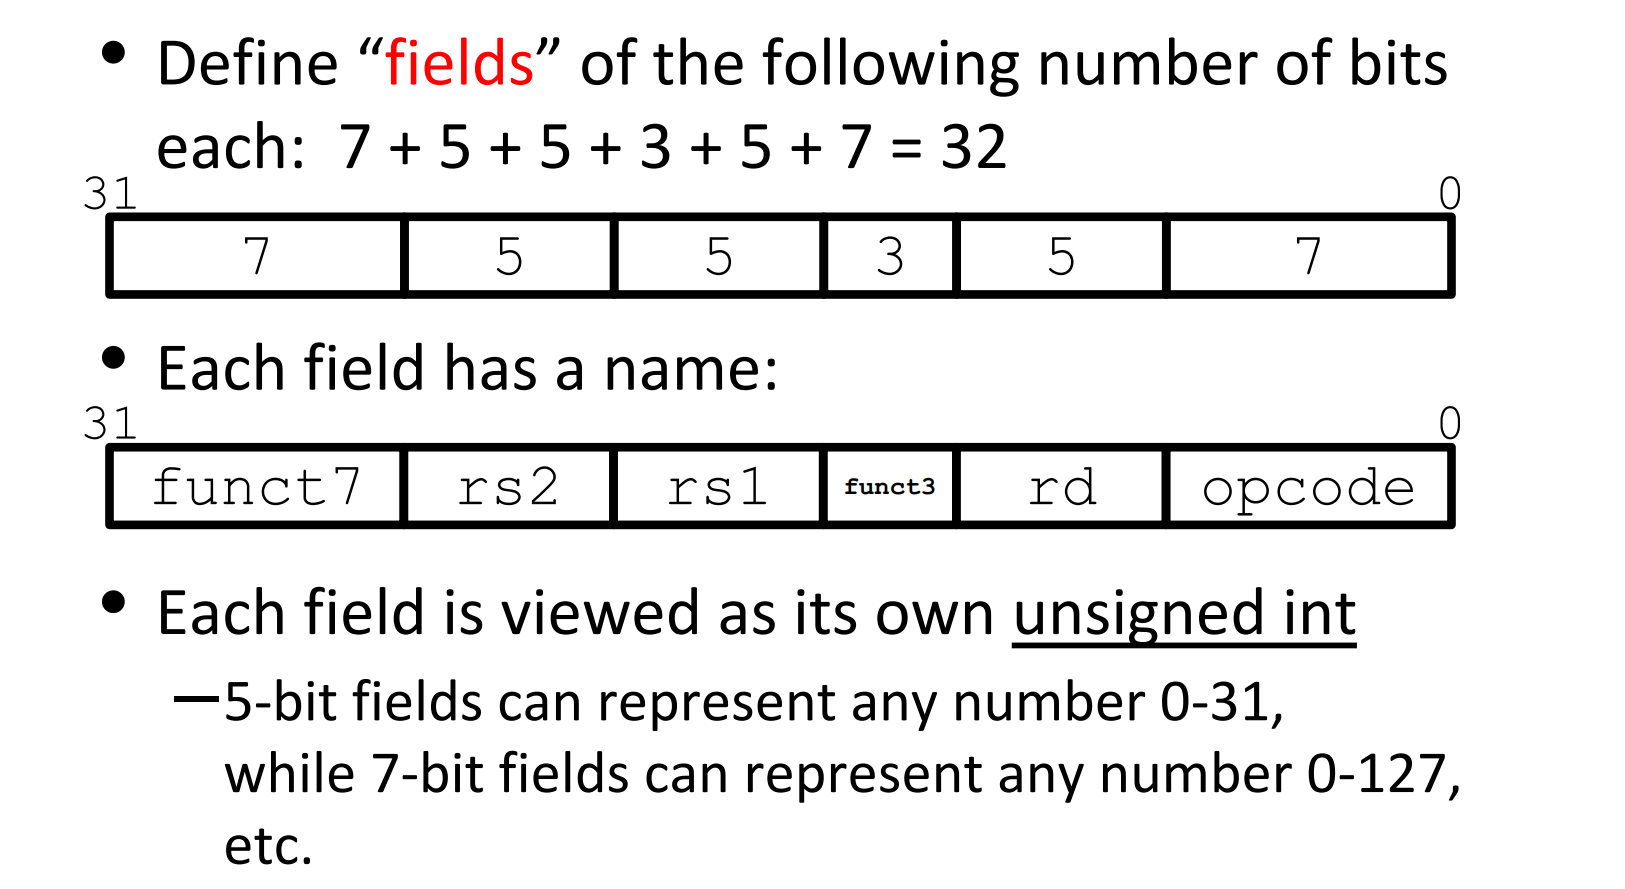 • Define “fields” of the following number of bits
each: 7 + 5 + 5 + 3 + 5 + 7 = 32
31 0
7 5 5 3 5 7
• Each field has a name:
31 0
funct7 rs2 rs1 funct3 rd opcode
• Each field is viewed as its own unsigned int
—5-bit fields can represent any number 0-31,
while 7-bit fields can represent any number 0-127,
etc.